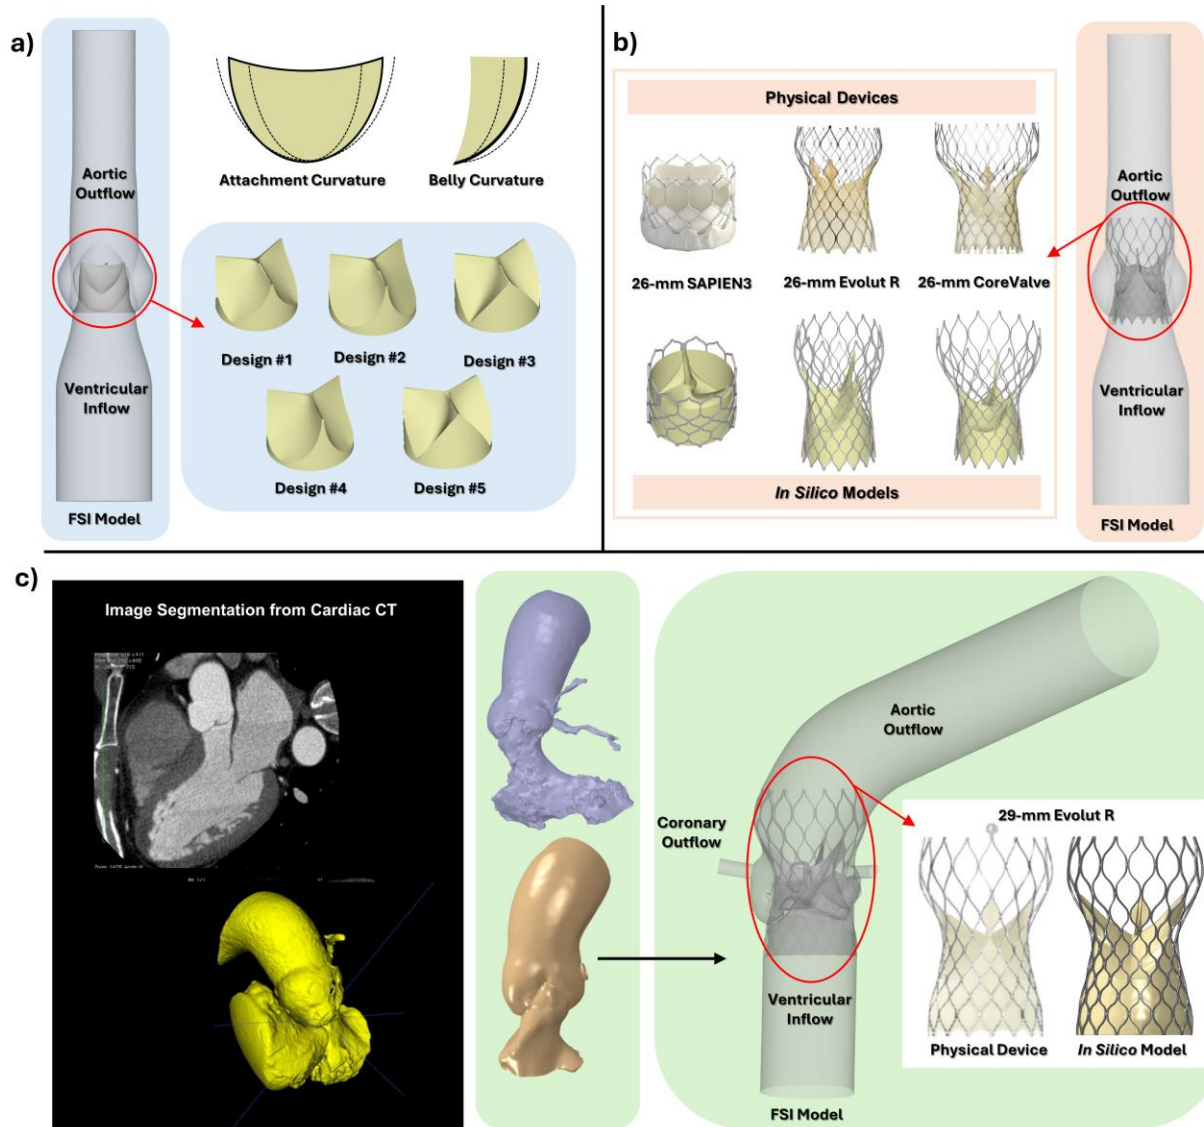 a)
Attachment Curvature
Belly Curvature
Aortic
Outflow
Ventricular
Inflow
Design #1
Design #2
Design #3
Design #4
Design #5
FSI Model
b)
Physical Devices
26-mm SAPIEN3
26-mm Evolut R
26-mm CoreValve
In Silico Models
Aortic
Outflow
Ventricular
Inflow
FSI Model
c)
Image Segmentation from Cardiac CT
Aortic
Outflow
Coronary
Outflow
Ventricular
Inflow
FSI Model
29-mm Evolut R
Physical Device
In Silico Model